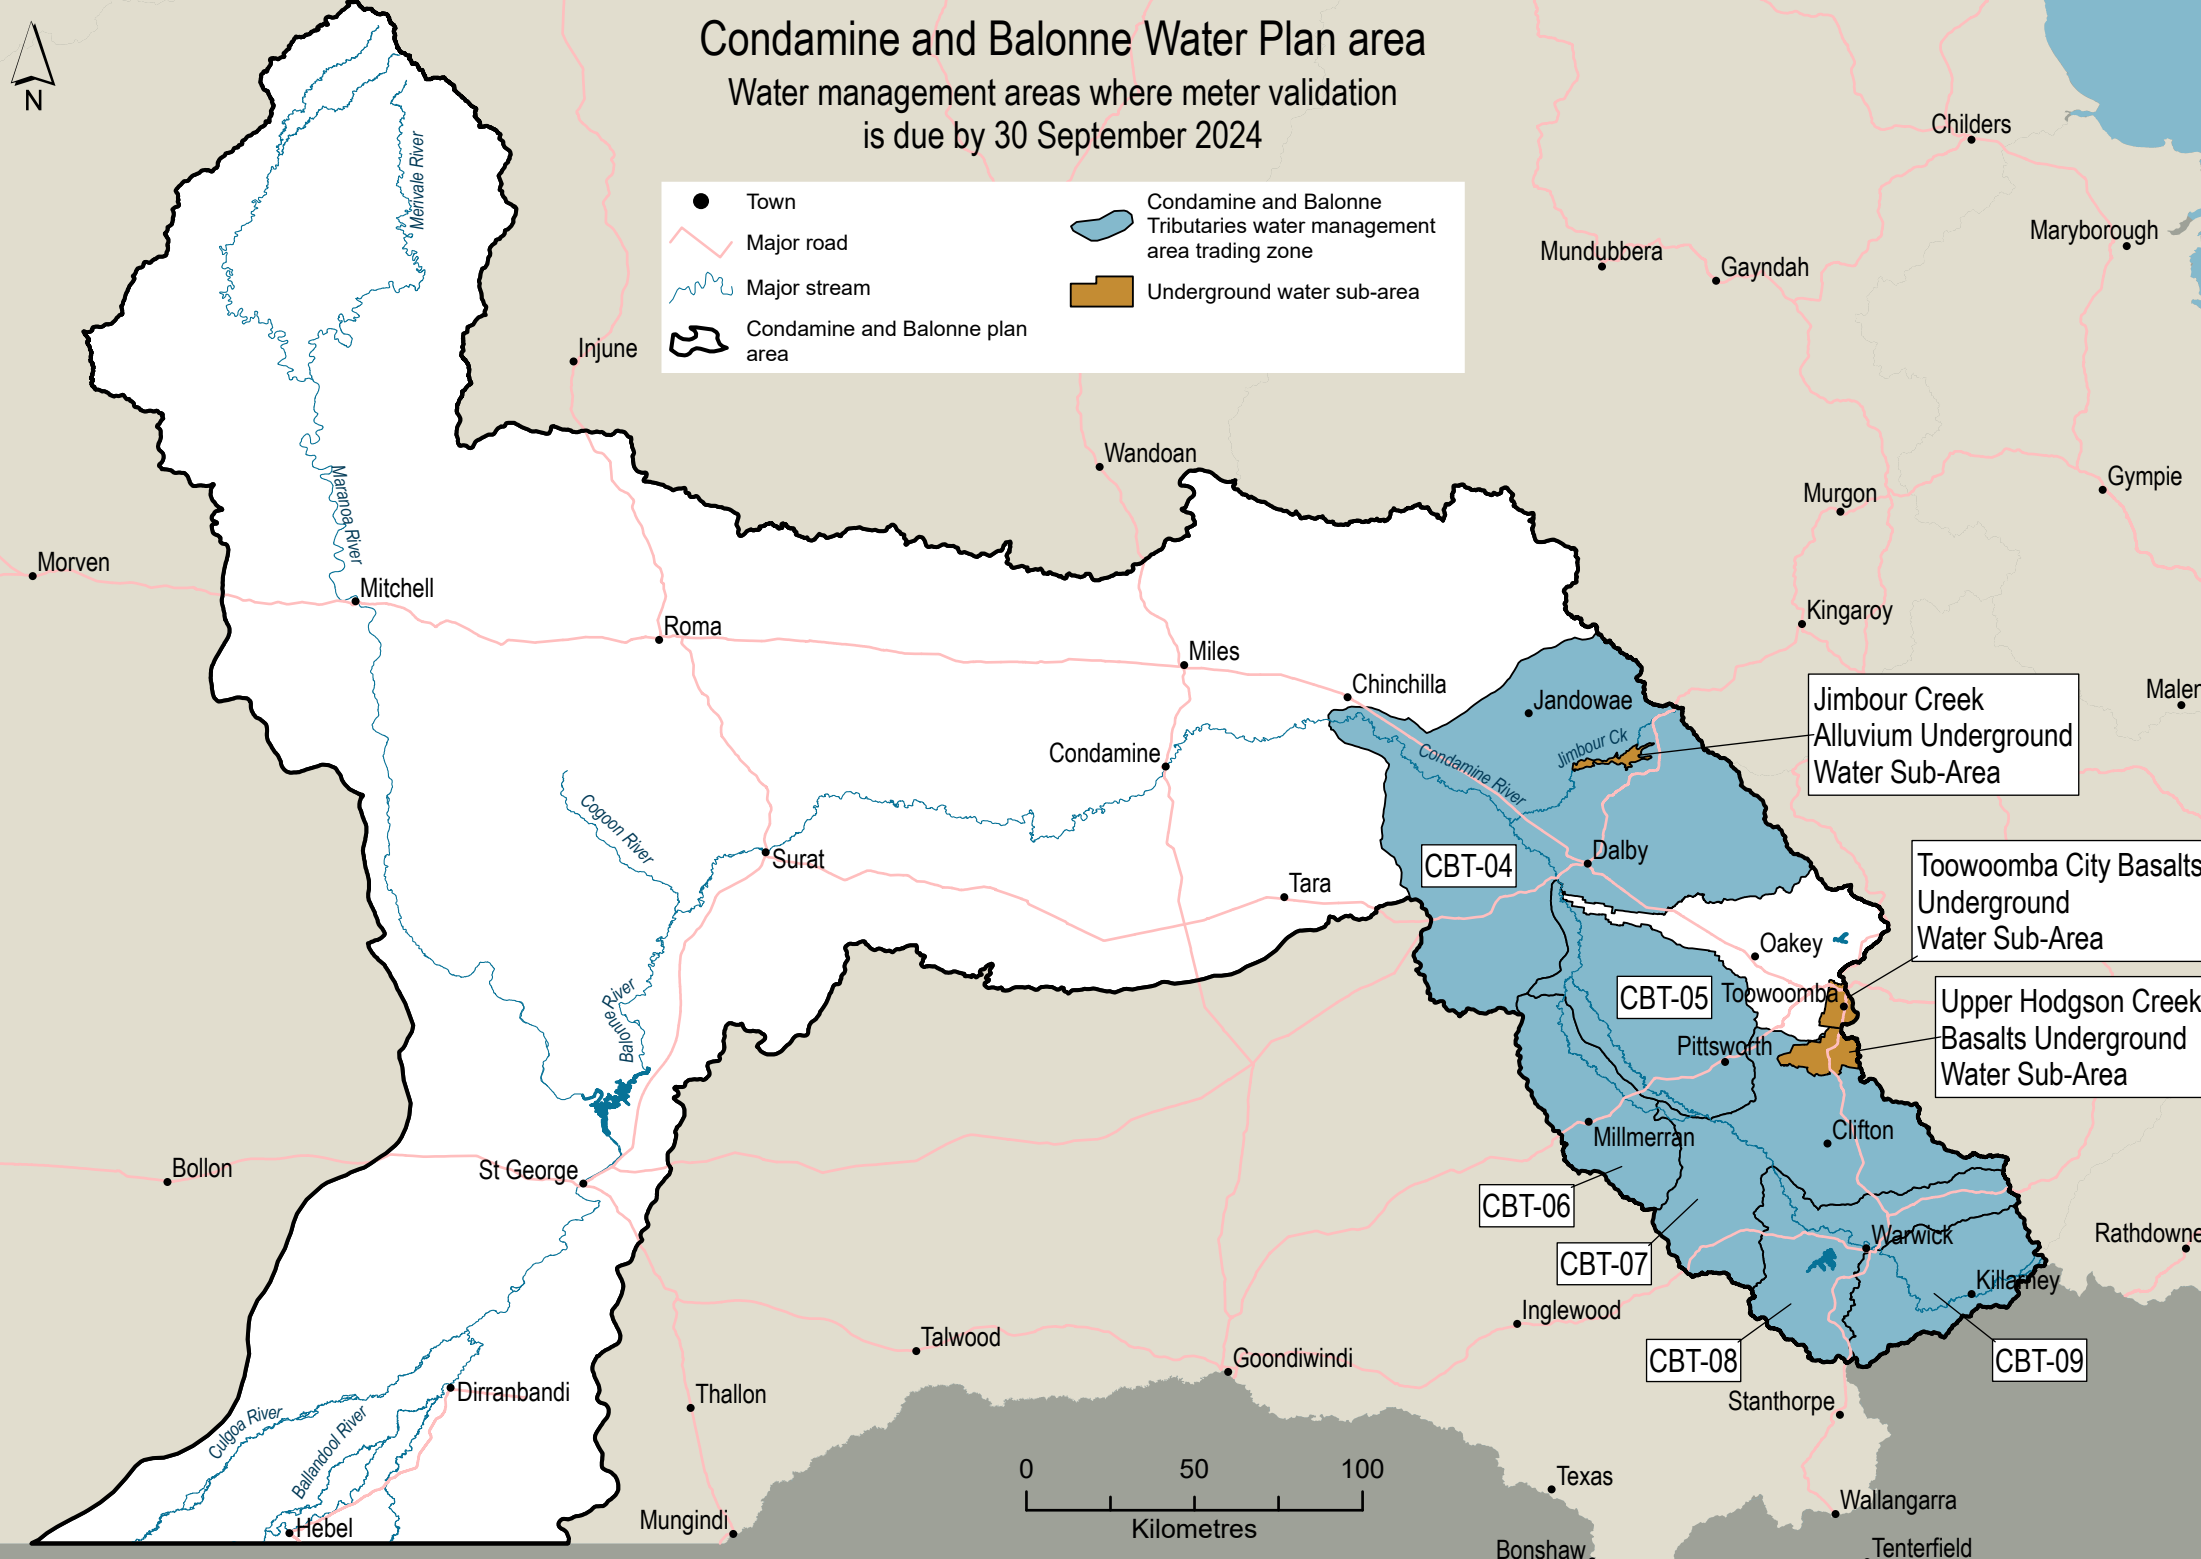 Condamine and Balonne Water Plan area
Water management areas where meter validation
is due by 30 September 2024
N
Town
Major road
Major stream
Condamine and Balonne plan
area
Condamine and Balonne
Tributaries water management
area trading zone
Underground water sub-area
Childers
Maryborough
Mundubbera
Gayndah
Merivale River
Injune
Wandoan
Gympie
Murgon
Maranoa River
Morven
Mitchell
Kingaroy
Roma
Miles
Chinchilla
Jandowae
Maler
Jimbour Creek
Alluvium Underground
Water Sub-Area
Jimbour Ck
Condamine
Condamine River
Cogoon River
Surat
Dalby
CBT-04
Tara
Toowoomba City Basalts
Underground
Water Sub-Area
Oakey
Balonne River
CBT-05
Toowoomba
Upper Hodgson Creek
Basalts Underground
Water Sub-Area
Pittsworth
Millmerran
Clifton
Bollon
St George
CBT-06
CBT-07
Warwick
Rathdowne
Killarney
Inglewood
Talwood
Goondiwindi
CBT-08
CBT-09
Dirranbandi
Thallon
Stanthorpe
Culgoa River
Ballandool River
0 50 100
Kilometres
Texas
Wallangarra
Mungindi
Hebel
Bonshaw
Tenterfield